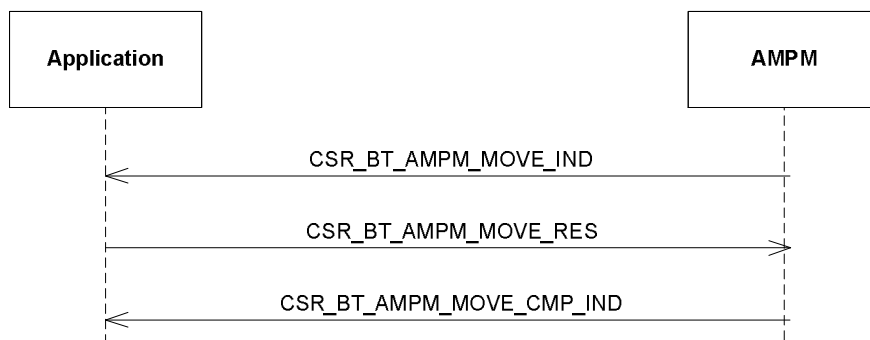 Application
AMPM
CSR_BT_AMPM_MOVE_IND
CSR_BT_AMPM_MOVE_RES
CSR_BT_AMPM_MOVE_CMP_IND